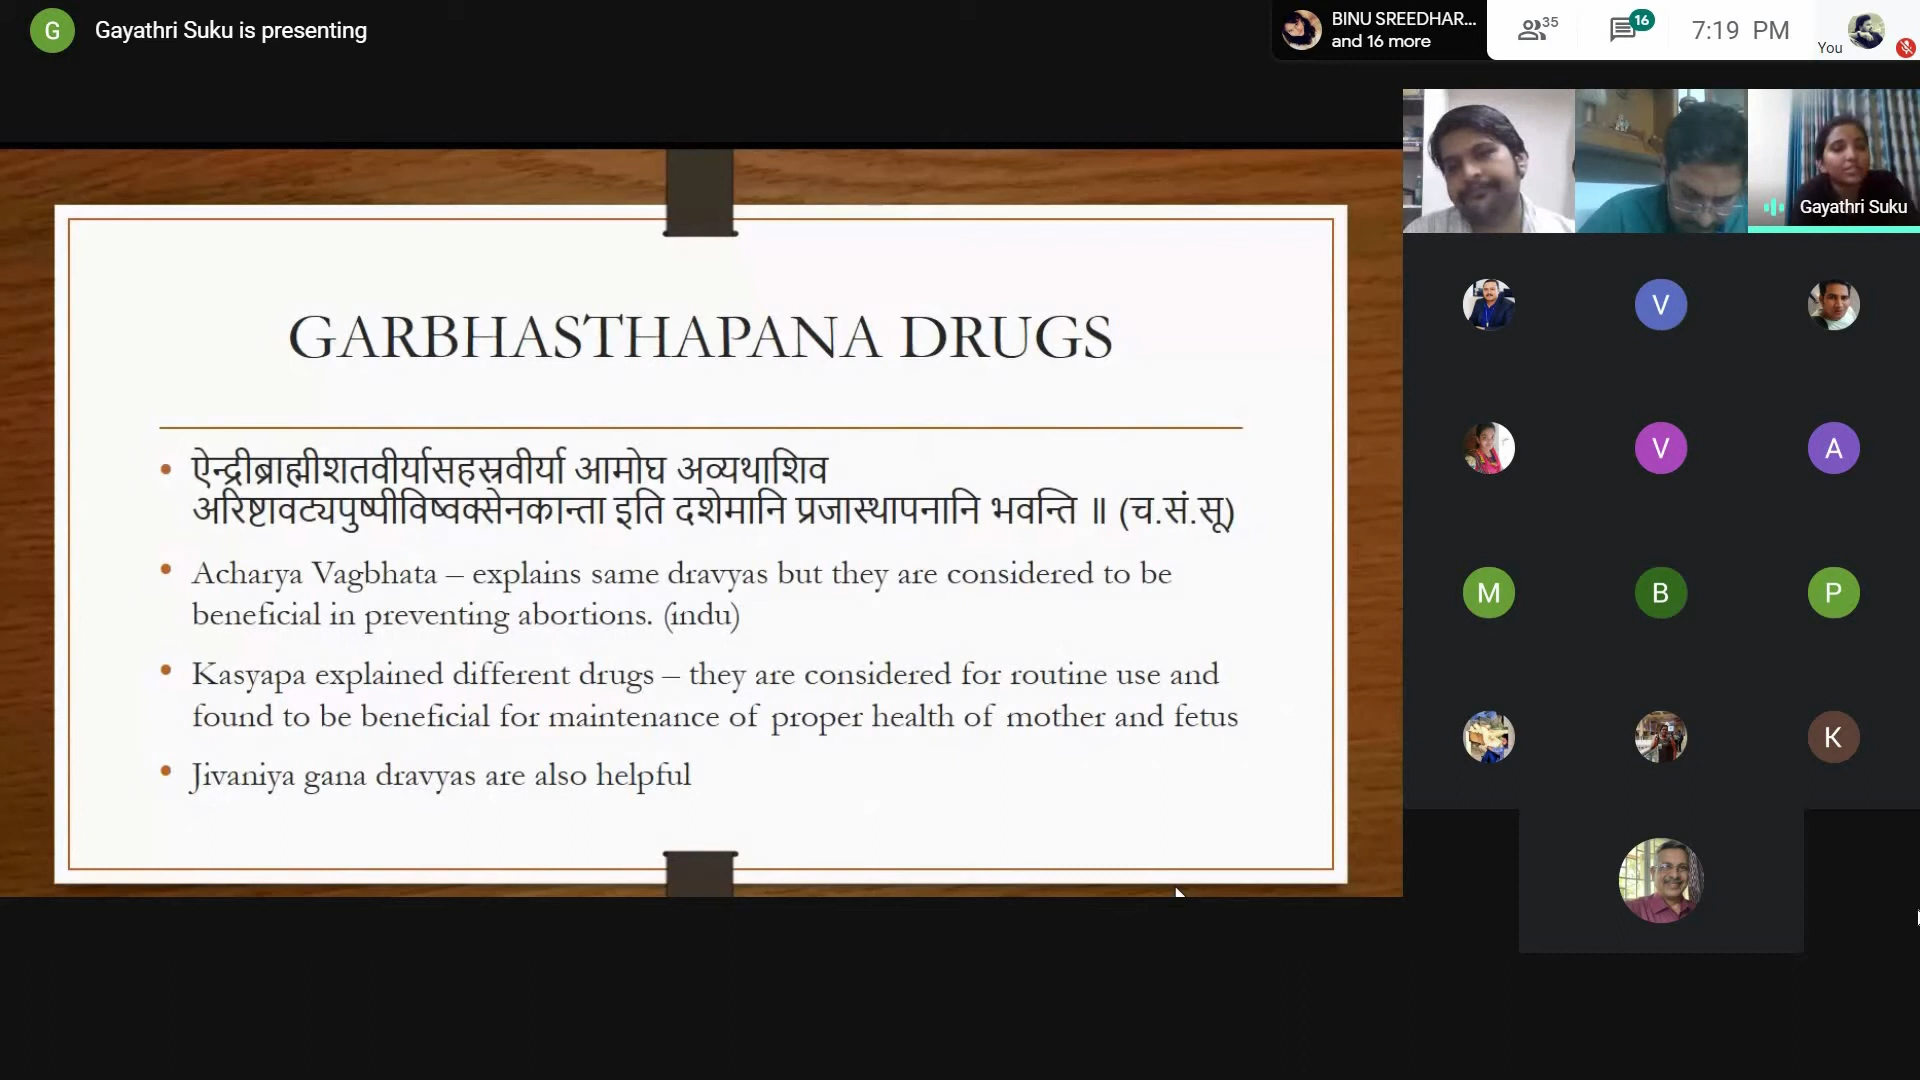 G
Gayathri Suku is presenting
BINU SREEDHAR...
and 16 more
35
16
7:19 PM
You
Gayathri Suku
GARBHASTHAPANA DRUGS
• ऐन्द्रीब्राह्मीशतवीर्यासहस्रवीर्या आमोघ अव्यथाशिव
अरिष्टावट्यपुष्पीविष्वक्सेनकान्ता इति दशेमानि प्रजास्थापनानि भवन्ति ॥ (च.सं.सू)
• Acharya Vagbhata – explains same dravyas but they are considered to be
beneficial in preventing abortions. (indu)
• Kasyapa explained different drugs – they are considered for routine use and
found to be beneficial for maintenance of proper health of mother and fetus
• Jivaniya gana dravyas are also helpful
V
V
A
M
B
P
K